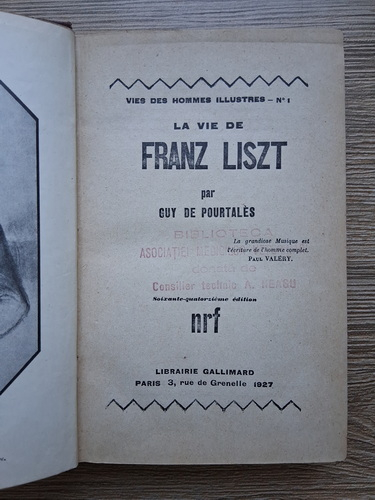 VIES DES HOMMES ILLUSTRES – N° 1
LA VIE DE
FRANZ LISZT
par
GUY DE POURTALÈS
BIBLIOTECA
La grandiose Musique est
l'écriture de l'homme complet.
PAUL VALÉRY.
Consilier technic A.
Soixante-quatorzième édition
nrf
LIBRAIRIE GALLIMARD
PARIS 3, rue de Grenelle 1927